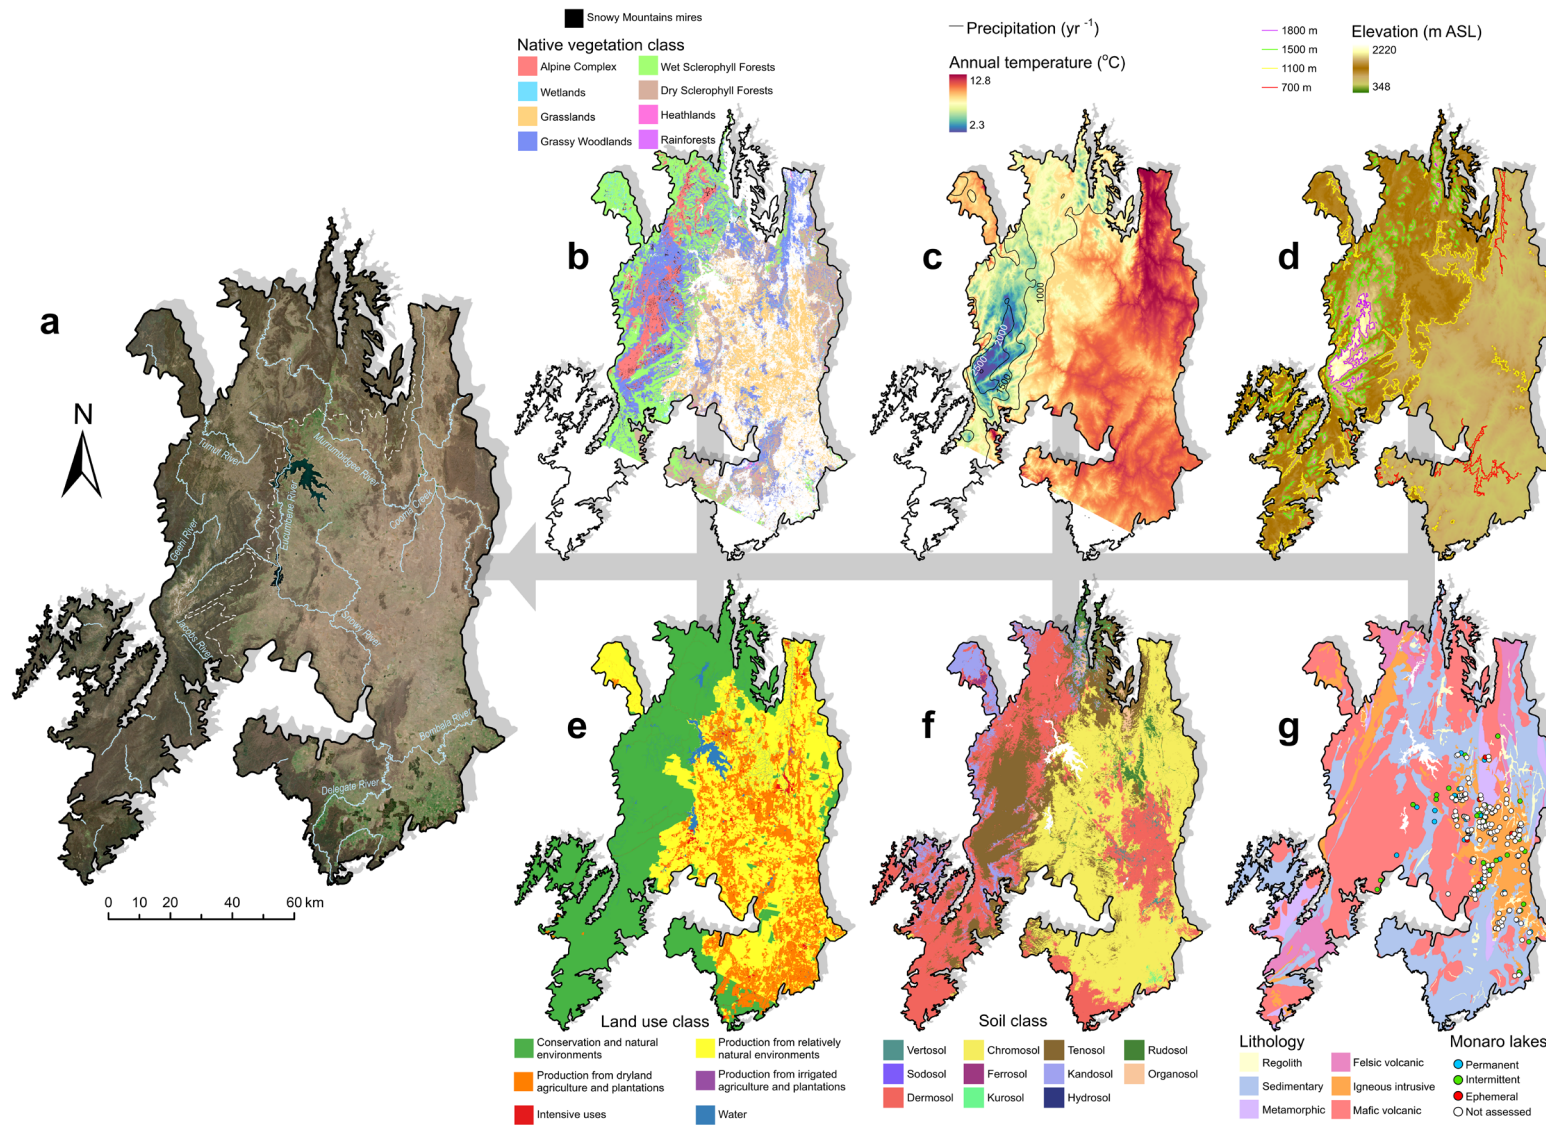 Snowy Mountains mires
Native vegetation class
Alpine Complex
Wetlands
Grasslands
Grassy Woodlands
Wet Sclerophyll Forests
Dry Sclerophyll Forests
Heathlands
Rainforests
Precipitation (yr -1)
Annual temperature (oC)
12.8
2.3
1800 m
1500 m
1100 m
700 m
Elevation (m ASL)
2220
348
a
N
Tumut River
Murrumbidgee River
Eucumbene River
Cooma Creek
Geehi River
Jacobs River
Snowy River
Bombala River
Delegate River
0 10 20 40 60 km
b
c
1000
2000
1500
d
e
Land use class
Conservation and natural
environments
Production from dryland
agriculture and plantations
Intensive uses
Production from relatively
natural environments
Production from irrigated
agriculture and plantations
Water
f
Soil class
Vertosol
Sodosol
Dermosol
Chromosol
Ferrosol
Kurosol
Tenosol
Kandosol
Hydrosol
Rudosol
Organosol
g
Lithology
Regolith
Sedimentary
Metamorphic
Felsic volcanic
Igneous intrusive
Mafic volcanic
Monaro lakes
Permanent
Intermittent
Ephemeral
Not assessed